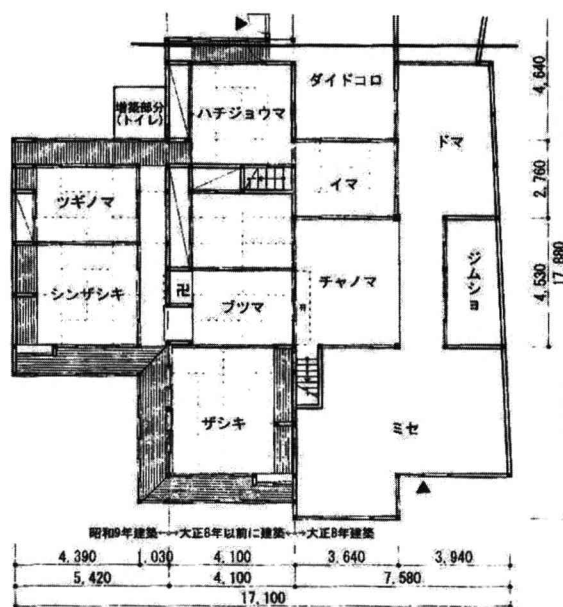 ダイドコロ
増築部分
(トイレ)
ハチジョウマ
ドマ
4,640
ツギノマ
イマ
2,760
シンザシキ
卍
ブツマ
チャノマ
ジムショ
4,530
17,880
ザシキ
ミセ
昭和9年建築←→大正8年以前に建築←→大正8年建築
4,390 1,030 4,100 3,640 3,940
5,420 4,100 7,580
17,100